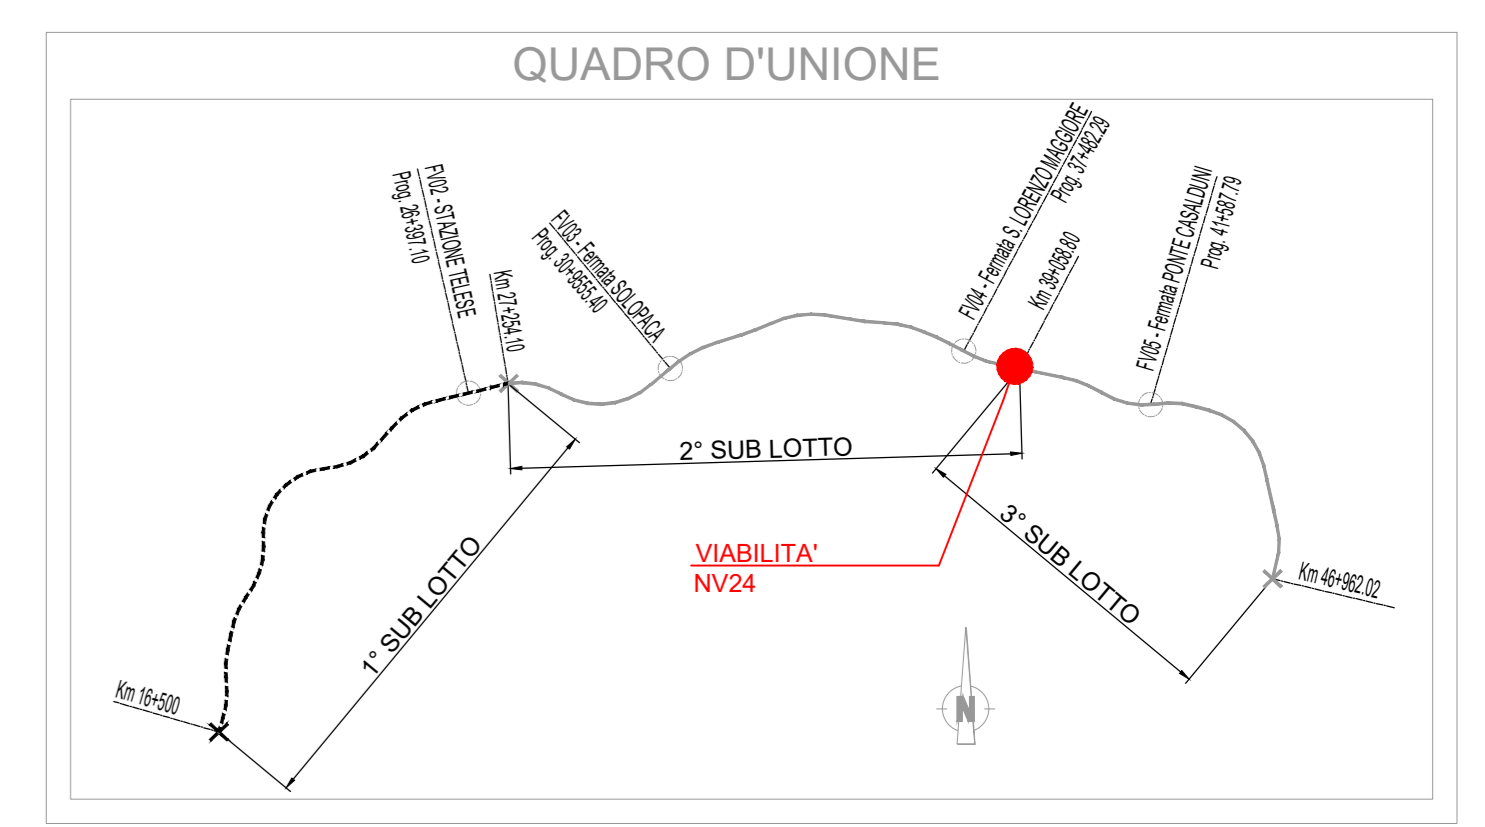 QUADRO D'UNIONE
FV02 - STAZIONE TELESE
Prog. 26+397.10
Km 27+254.10
FV03 - Fermata SOLOPACA
Prog. 30+9555.40
FV04 - Fermata S. LORENZO MAGGIORE
Prog. 37+482.29
Km 39+058.80
FV05 - Fermata PONTE CASALDUNI
Prog. 41+587.79
2° SUB LOTTO
1° SUB LOTTO
3° SUB LOTTO
VIABILITA'
NV24
Km 46+962.02
Km 16+500
N